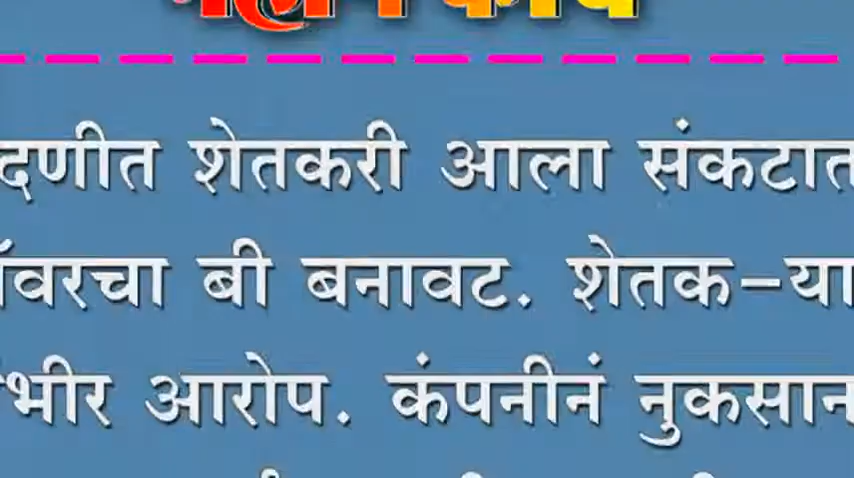 दणीत शेतकरी आला संकटात
ॉवरचा बी बनावट. शेतक-या
भीर आरोप. कंपनीनं नुकसान